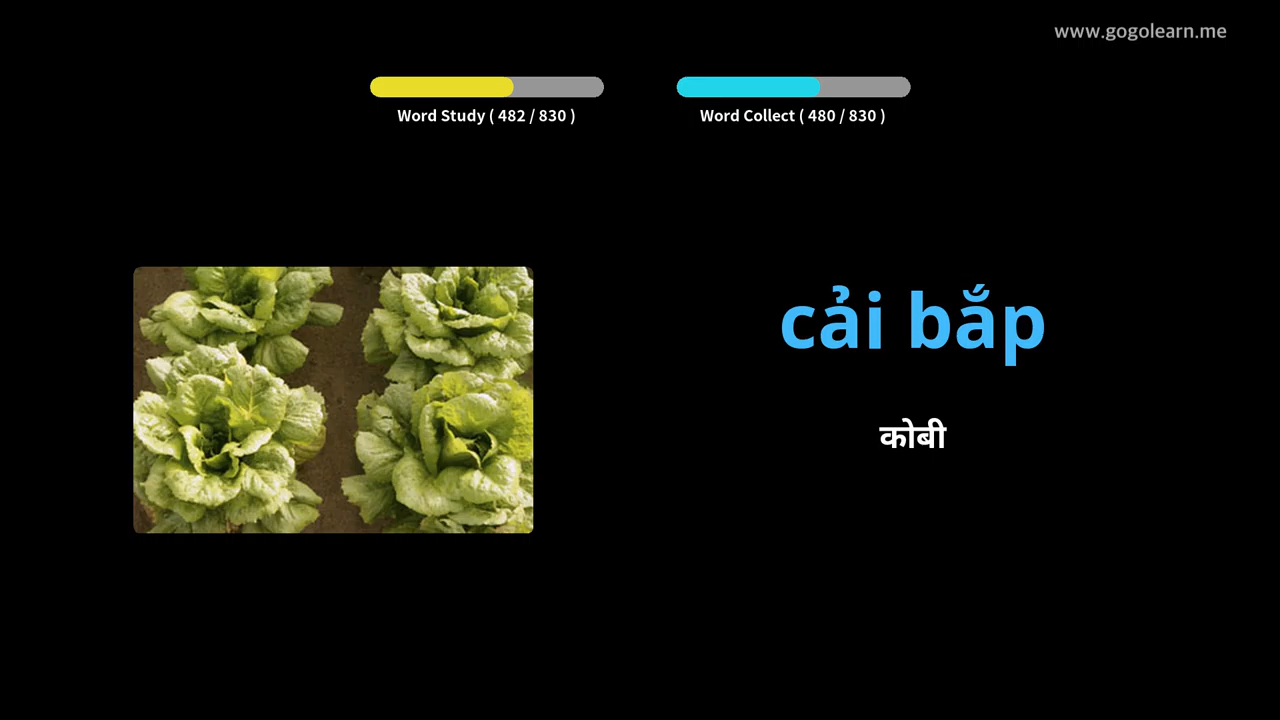 www.gogolearn.me
Word Study ( 482 / 830 )
Word Collect ( 480 / 830 )
cải bắp
कोबी